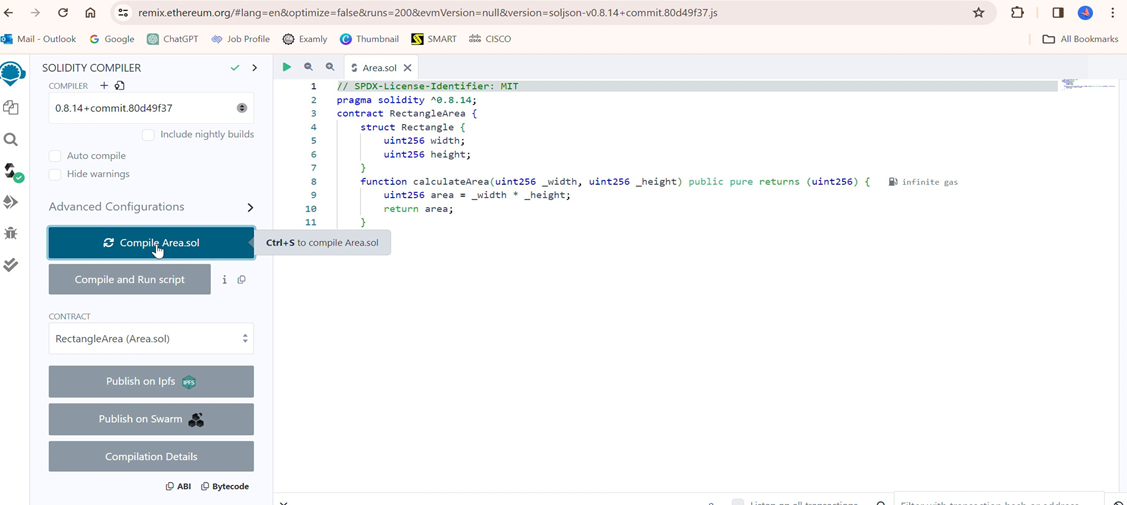 remix.ethereum.org/#lang=en&optimize=false&runs=200&evmVersion=null&version=soljson-v0.8.14+commit.80d49f37.js
Mail - Outlook Google ChatGPT Job Profile Examly Thumbnail SMART CISCO All Bookmarks
SOLIDITY COMPILER
COMPILER
0.8.14+commit.80d49f37
Include nightly builds
Auto compile
Hide warnings
Advanced Configurations
Compile Area.sol
Ctrl+S to compile Area.sol
Compile and Run script
i
CONTRACT
RectangleArea (Area.sol)
Publish on Ipfs IPFS
Publish on Swarm
Compilation Details
ABI Bytecode
Area.sol
1 // SPDX-License-Identifier: MIT
2 pragma solidity ^0.8.14;
3 contract RectangleArea {
4 struct Rectangle {
5 uint256 width;
6 uint256 height;
7 }
8 function calculateArea(uint256 _width, uint256 _height) public pure returns (uint256) { infinite gas
9 uint256 area = _width * _height;
10 return area;
11 }
0 Listen on all transactions Filter with transaction hash or address